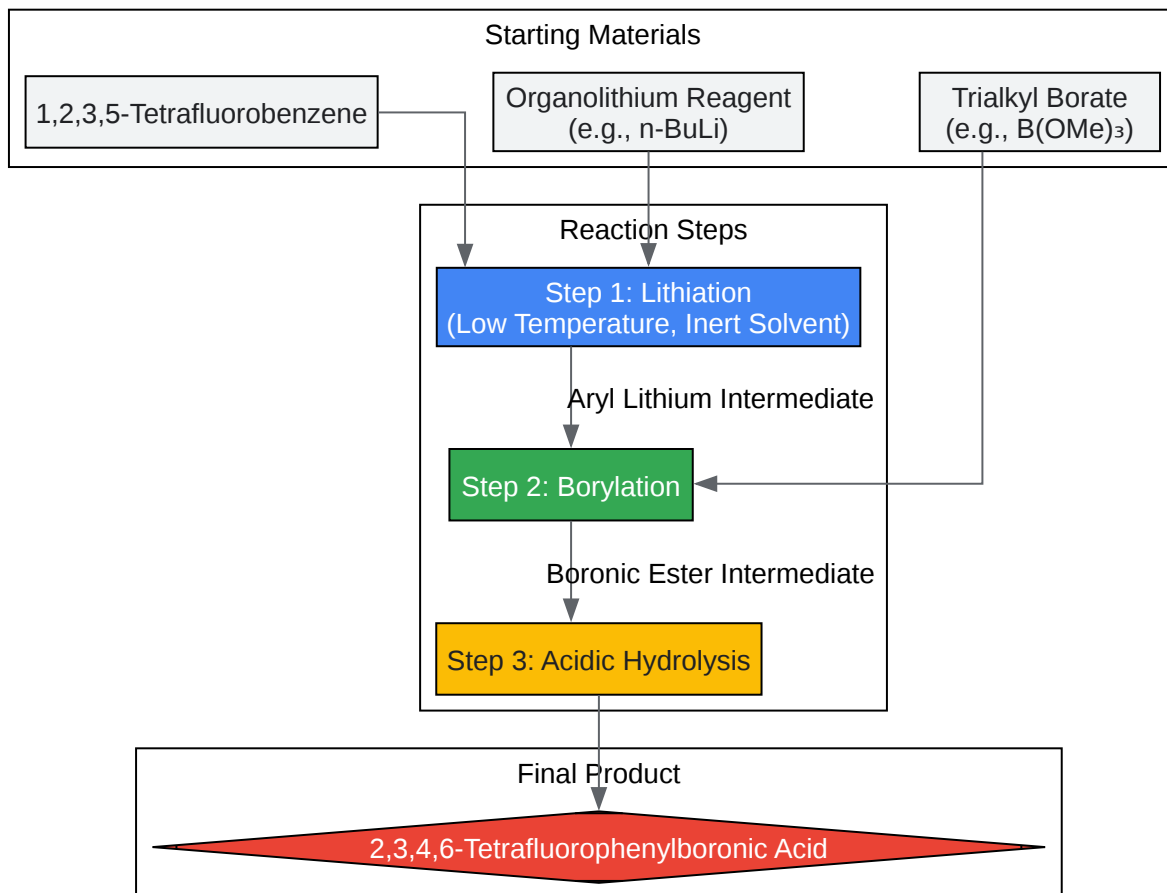 Starting Materials
1,2,3,5-Tetrafluorobenzene
Organolithium Reagent
(e.g., n-BuLi)
Trialkyl Borate
(e.g., B(OMe)₃)
Reaction Steps
Step 1: Lithiation
(Low Temperature, Inert Solvent)
Aryl Lithium Intermediate
Step 2: Borylation
Boronic Ester Intermediate
Step 3: Acidic Hydrolysis
Final Product
2,3,4,6-Tetrafluorophenylboronic Acid